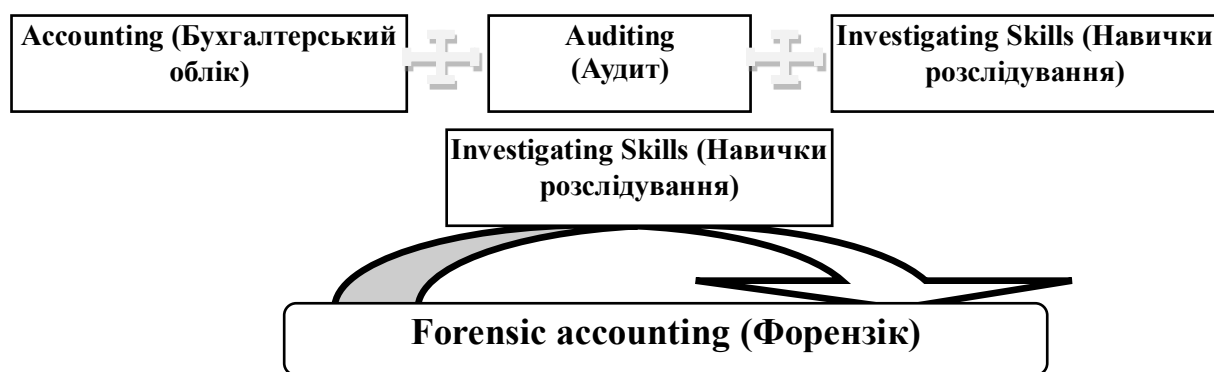 Accounting (Бухгалтерський
облік)
Auditing
(Аудит)
Investigating Skills (Навички
розслідування)
Investigating Skills (Навички
розслідування)
Forensic accounting (Форензік)